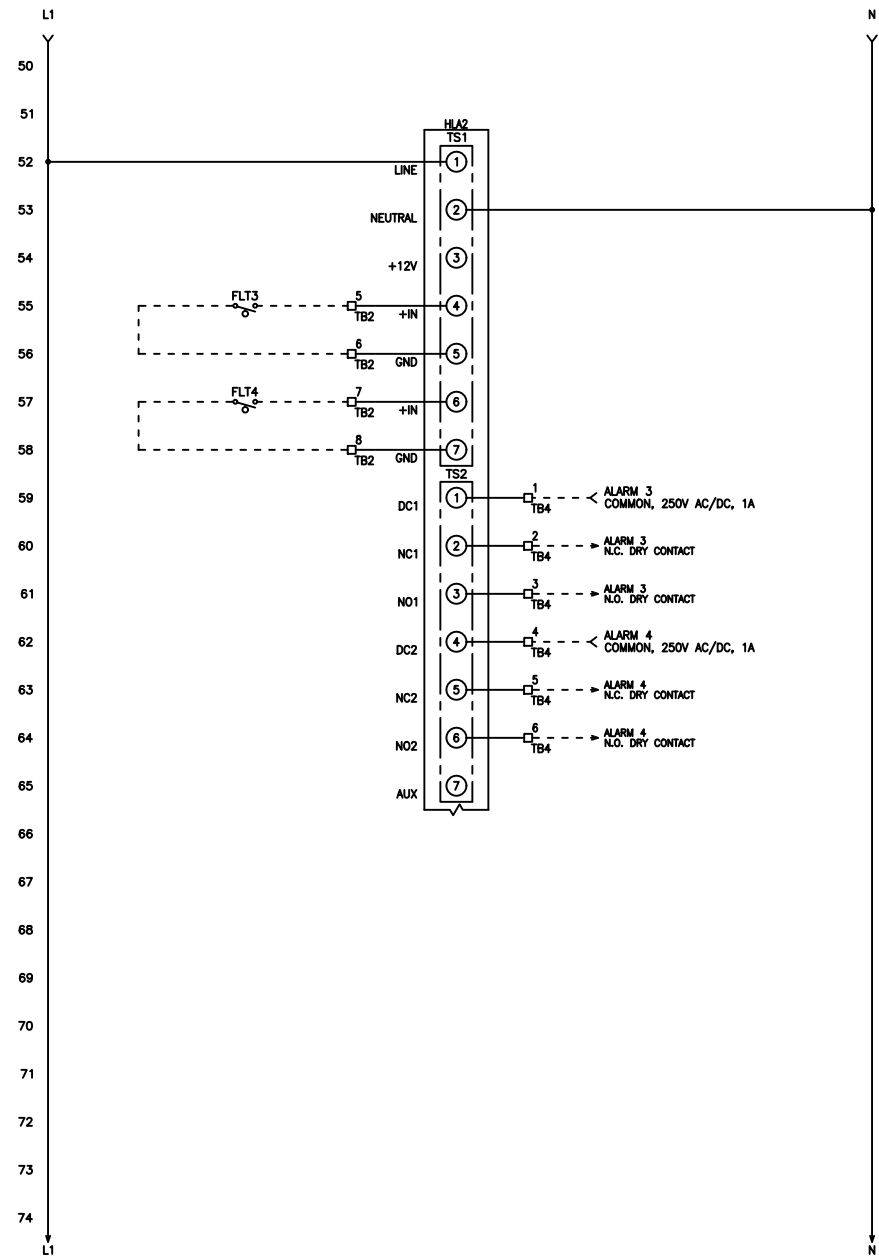 L1 N
50
51
HLA2
TS1
52 1
LINE
53 2
NEUTRAL
54 3
+12V
FLT3 5
55 4
TB2 +IN
6
56 5
TB2 GND
FLT4 7
57 6
TB2 +IN
8
58 7
TB2 GND
TS2
59 1 1 ALARM 3
DC1 TB4 COMMON, 250V AC/DC, 1A
60 2 2 ALARM 3
NC1 TB4 N.C. DRY CONTACT
61 3 3 ALARM 3
NO1 TB4 N.O. DRY CONTACT
62 4 4 ALARM 4
DC2 TB4 COMMON, 250V AC/DC, 1A
63 5 5 ALARM 4
NC2 TB4 N.C. DRY CONTACT
64 6 6 ALARM 4
NO2 TB4 N.O. DRY CONTACT
65 7
AUX
66
67
68
69
70
71
72
73
74
L1 N